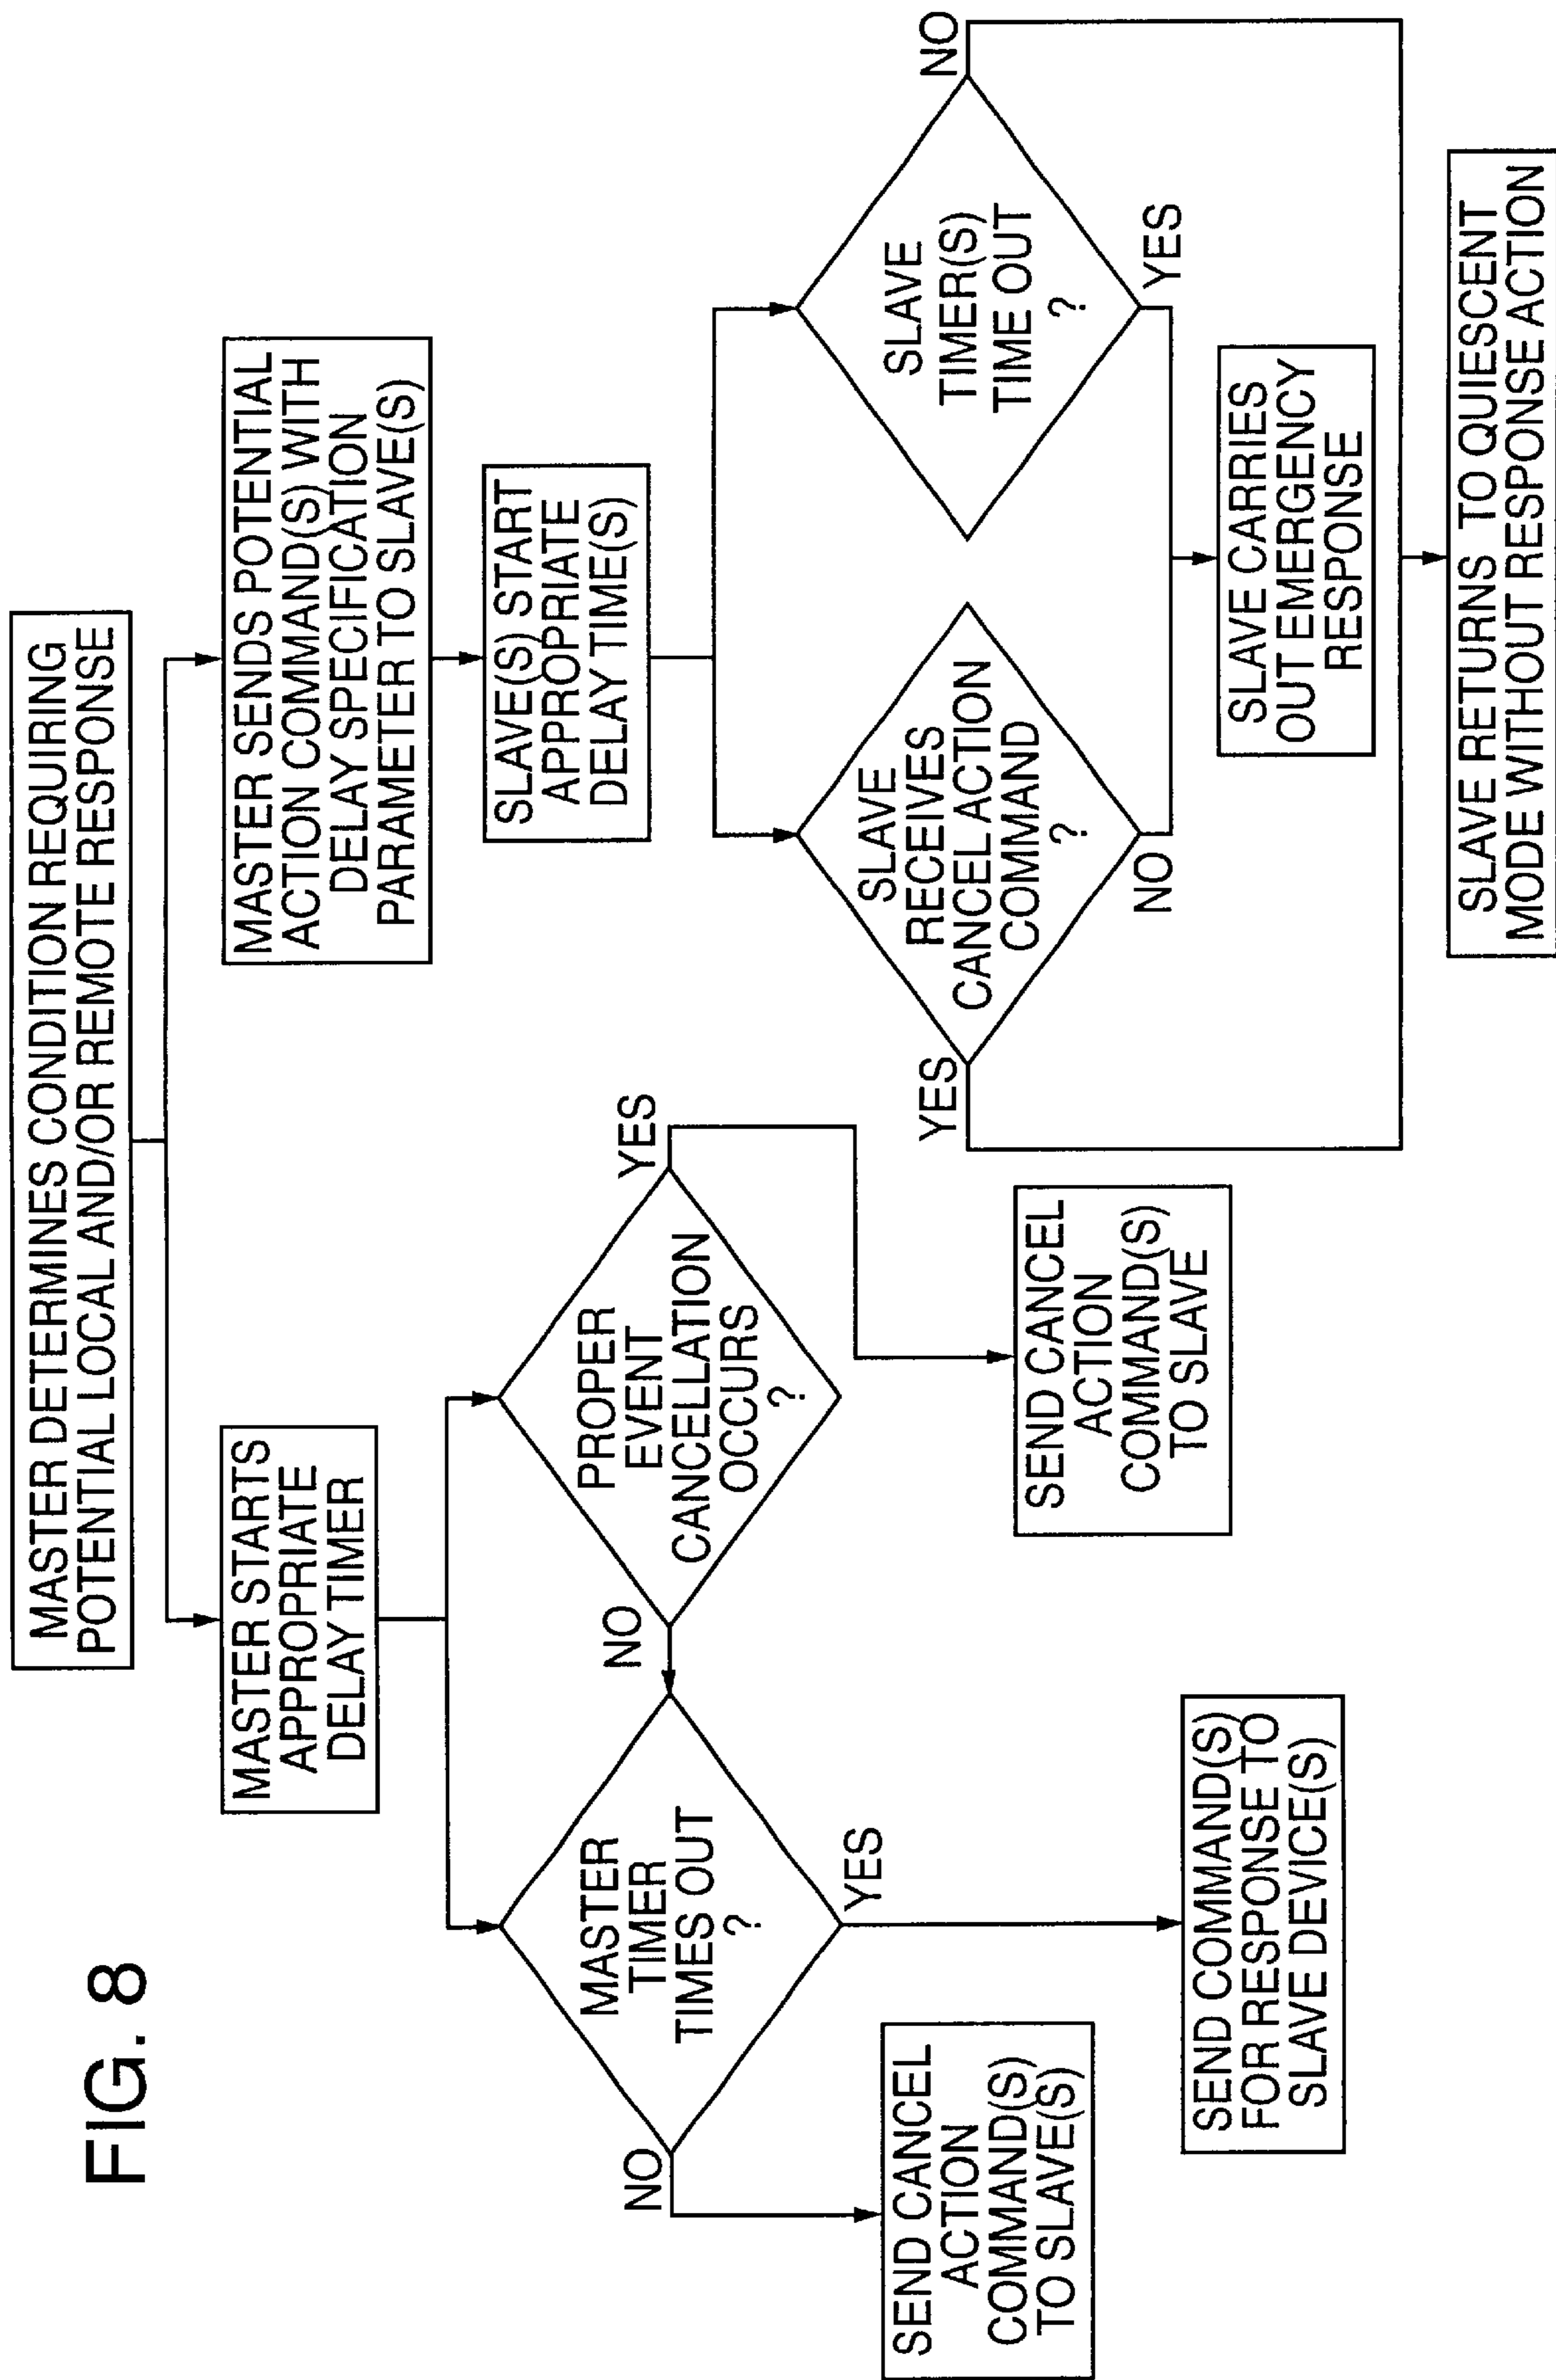 FIG. 8
MASTER DETERMINES CONDITION REQUIRING
POTENTIAL LOCAL AND/OR REMOTE RESPONSE
MASTER STARTS
APPROPRIATE
DELAY TIMER
MASTER SENDS POTENTIAL
ACTION COMMAND(S) WITH
DELAY SPECIFICATION
PARAMETER TO SLAVE(S)
SLAVE(S) START
APPROPRIATE
DELAY TIME(S)
MASTER
TIMER
TIMES OUT
?
NO
YES
PROPER
EVENT
CANCELLATION
OCCURS
?
NO
YES
SLAVE
RECEIVES
CANCEL ACTION
COMMAND
?
YES
NO
SLAVE
TIMER(S)
TIME OUT
?
YES
NO
SEND CANCEL
ACTION
COMMAND(S)
TO SLAVE(S)
SEND COMMAND(S)
FOR RESPONSE TO
SLAVE DEVICE(S)
SEND CANCEL
ACTION
COMMAND(S)
TO SLAVE
SLAVE CARRIES
OUT EMERGENCY
RESPONSE
SLAVE RETURNS TO QUIESCENT
MODE WITHOUT RESPONSE ACTION